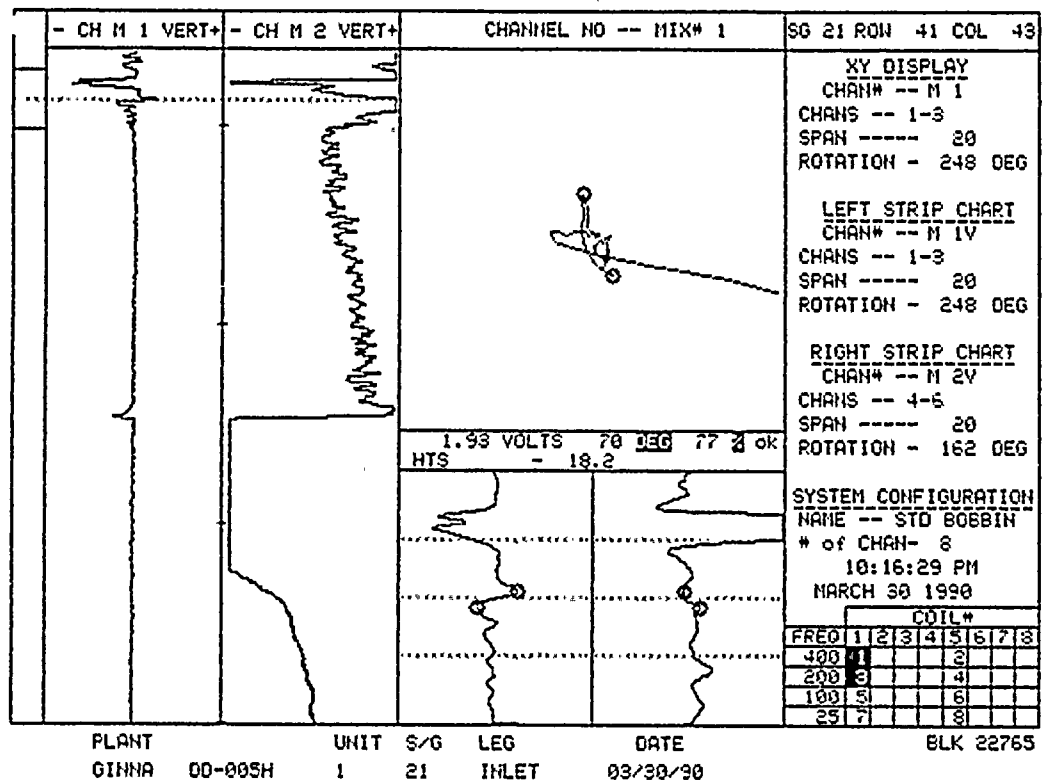 - CH M 1 VERT+ - CH M 2 VERT+ CHANNEL NO -- MIX# 1 SG 21 ROW 41 COL 43
XY DISPLAY
CHAN# -- M 1
CHANS -- 1-3
SPAN ----- 20
ROTATION - 248 DEG
LEFT STRIP CHART
CHAN# -- M 1V
CHANS -- 1-3
SPAN ----- 20
ROTATION - 248 DEG
RIGHT STRIP CHART
CHAN# -- M 2V
CHANS -- 4-6
SPAN ----- 20
ROTATION - 162 DEG
1.93 VOLTS 70 DEG 77 % ok
HTS - 18.2
SYSTEM CONFIGURATION
NAME -- STD BOBBIN
# of CHAN- 8
10:16:29 PM
MARCH 30 1990
COIL#
FREQ 1 2 3 4 5 6 7 8
400 1 2
200 3 4
100 5 6
25 7 8
PLANT UNIT S/G LEG DATE BLK 22765
GINNA DD-005H 1 21 INLET 03/30/90